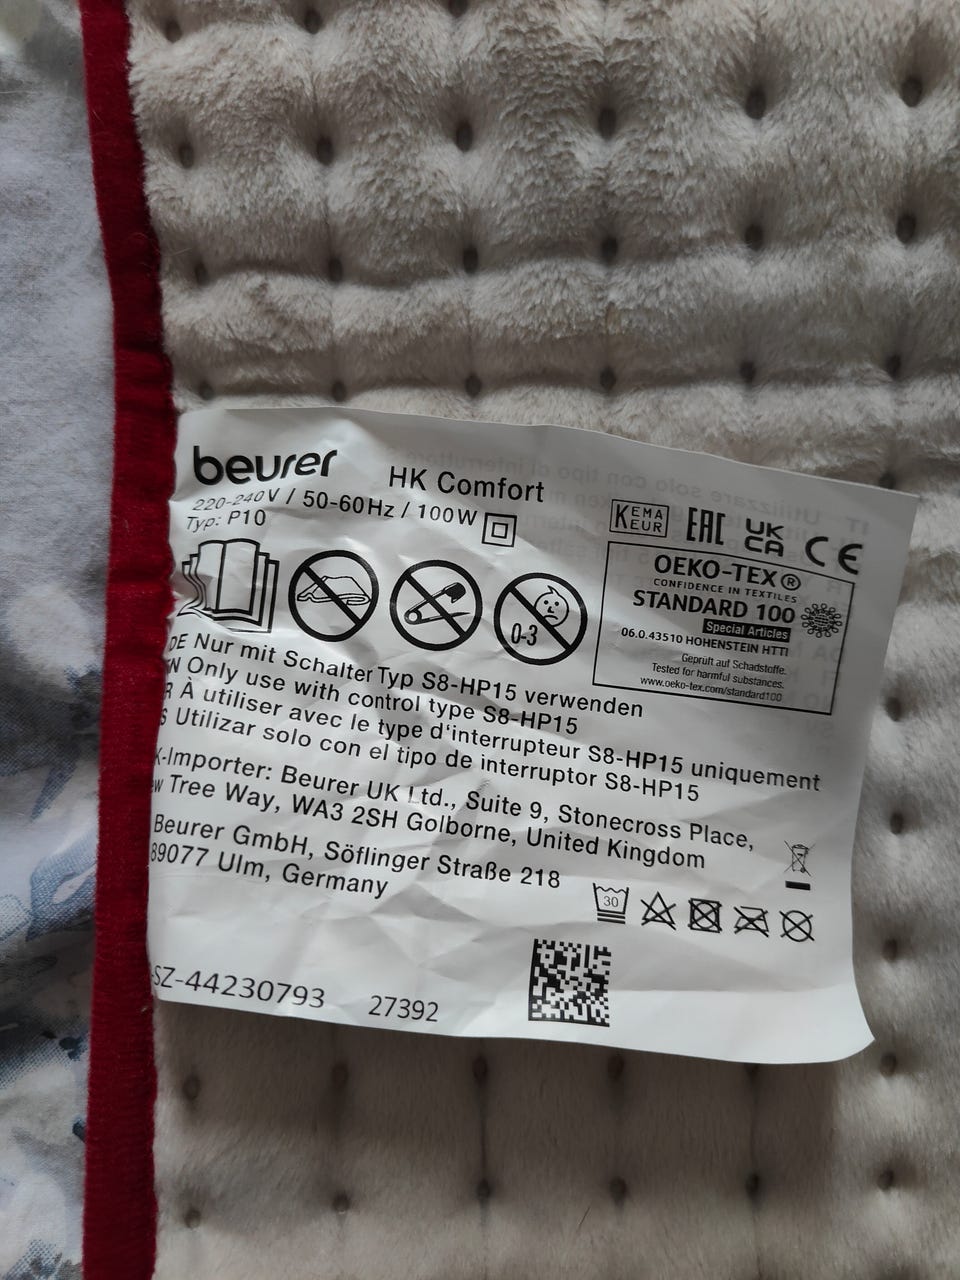 beurer HK Comfort
220-240V / 50-60Hz / 100W
Typ: P10
KEMA
EUR
EAC
UK
CA
CE
OEKO-TEX®
CONFIDENCE IN TEXTILES
STANDARD 100
Special Articles
06.0.43510 HOHENSTEIN HTTI
Geprüft auf Schadstoffe.
Tested for harmful substances.
www.oeko-tex.com/standard100
0-3
DE Nur mit Schalter Typ S8-HP15 verwenden
N Only use with control type S8-HP15
R À utiliser avec le type d'interrupteur S8-HP15 uniquement
S Utilizar solo con el tipo de interruptor S8-HP15
K-Importer: Beurer UK Ltd., Suite 9, Stonecross Place,
w Tree Way, WA3 2SH Golborne, United Kingdom
Beurer GmbH, Söflinger Straße 218
89077 Ulm, Germany
30
-SZ-44230793 27392